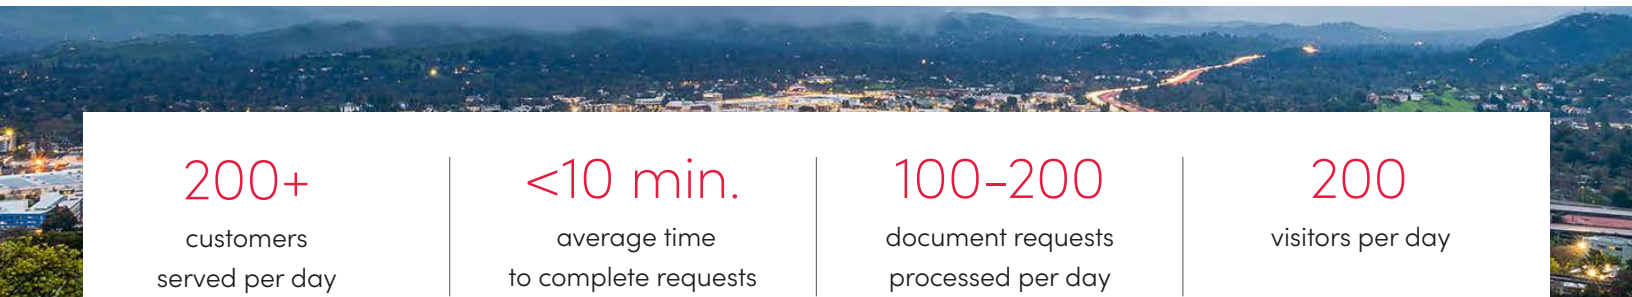 200+
customers
served per day
<10 min.
average time
to complete requests
100–200
document requests
processed per day
200
visitors per day